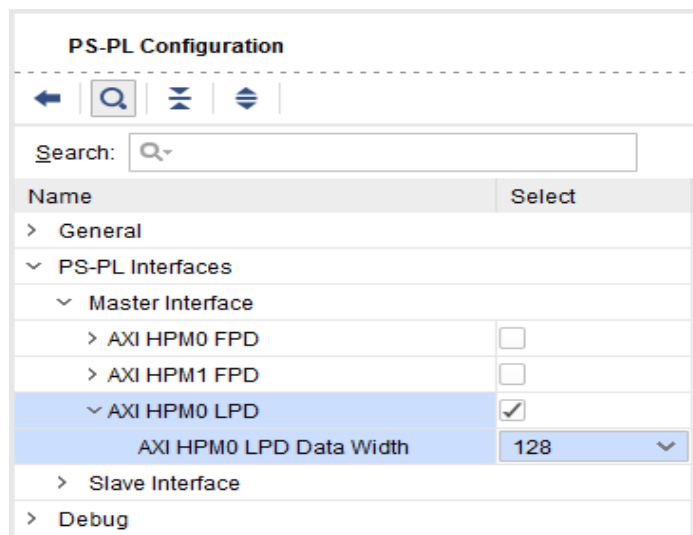 PS-PL Configuration
Search:
Name Select
General
PS-PL Interfaces
Master Interface
AXI HPM0 FPD
AXI HPM1 FPD
AXI HPM0 LPD
AXI HPM0 LPD Data Width 128
Slave Interface
Debug